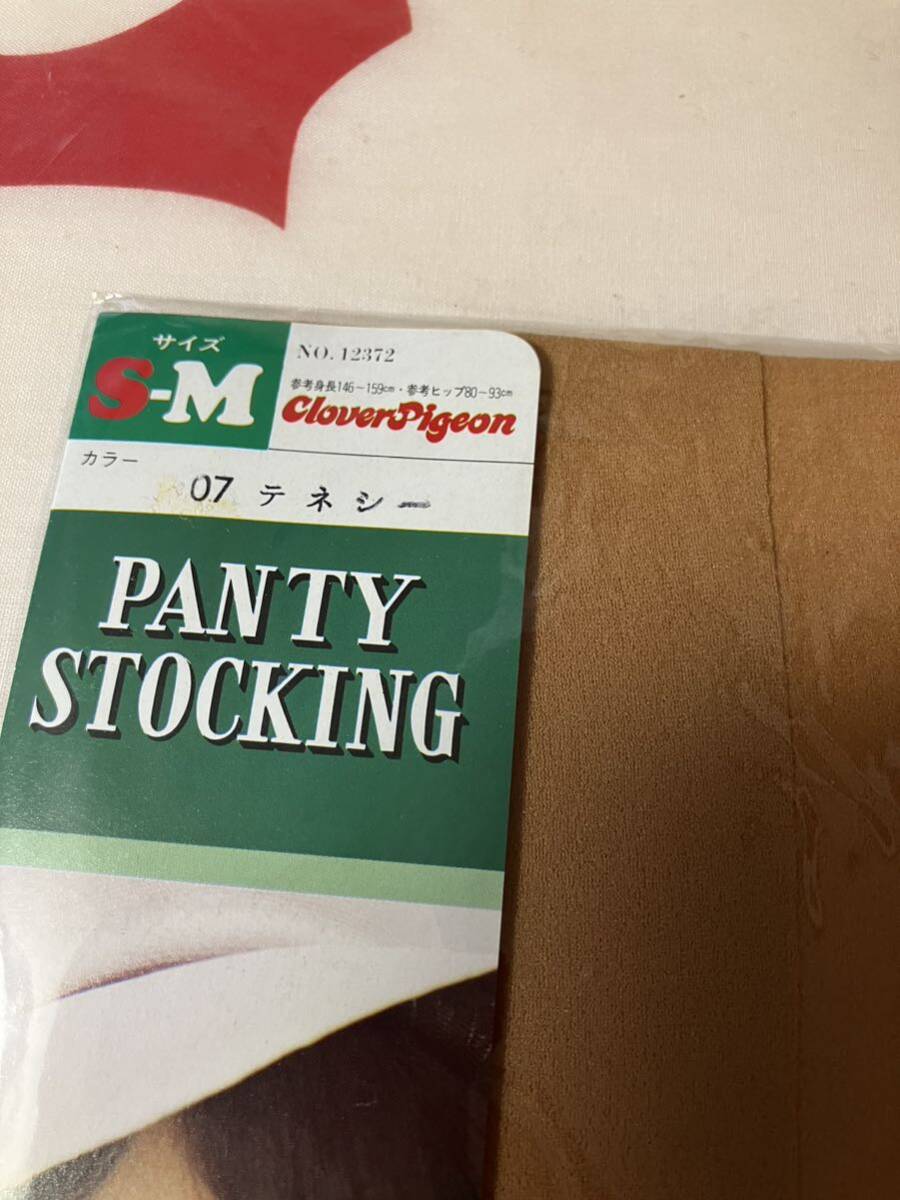 サイズ
S-M
NO. 12372
参考身長146〜159cm・参考ヒップ80〜93cm
CloverPigeon
カラー
07 テネシー
PANTY
STOCKING